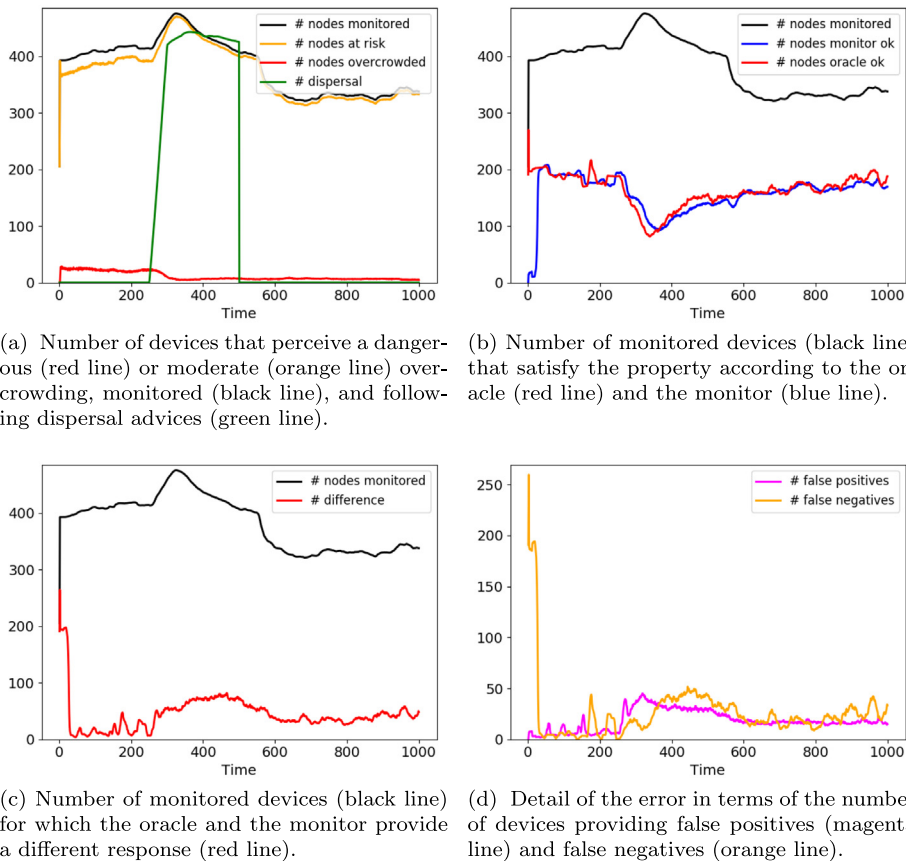 # nodes monitored
# nodes at risk
# nodes overcrowded
# dispersal
400
300
200
100
0
0 200 400 600 800 1000
Time
# nodes monitored
# nodes monitor ok
# nodes oracle ok
400
300
200
100
0
0 200 400 600 800 1000
Time
(a) Number of devices that perceive a danger-
ous (red line) or moderate (orange line) over-
crowding, monitored (black line), and follow-
ing dispersal advices (green line).
(b) Number of monitored devices (black line
that satisfy the property according to the or
acle (red line) and the monitor (blue line).
# nodes monitored
# difference
400
300
200
100
0
0 200 400 600 800 1000
Time
# false positives
# false negatives
250
200
150
100
50
0
0 200 400 600 800 1000
Time
(c) Number of monitored devices (black line)
for which the oracle and the monitor provide
a different response (red line).
(d) Detail of the error in terms of the numbe
of devices providing false positives (magent
line) and false negatives (orange line).